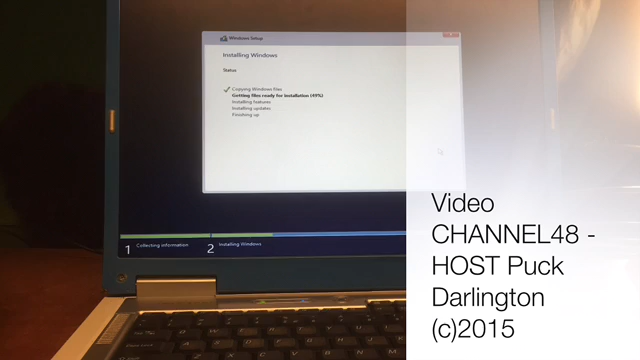 Windows Setup
Installing Windows
Status
Copying Windows files
Getting files ready for installation (49%)
Installing features
Installing updates
Finishing up
1 Collecting information
2 Installing Windows
Video
CHANNEL48 -
HOST Puck
Darlington
(c)2015